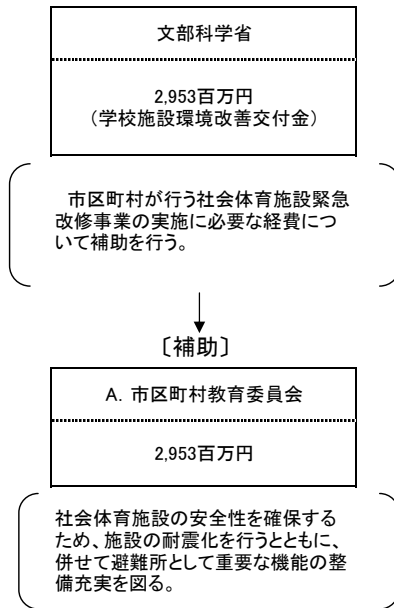 文部科学省
2,953百万円
（学校施設環境改善交付金）
市区町村が行う社会体育施設緊急
改修事業の実施に必要な経費につ
いて補助を行う。
〔補助〕
A．市区町村教育委員会
2,953百万円
社会体育施設の安全性を確保する
ため、施設の耐震化を行うとともに、
併せて避難所として重要な機能の整
備充実を図る。